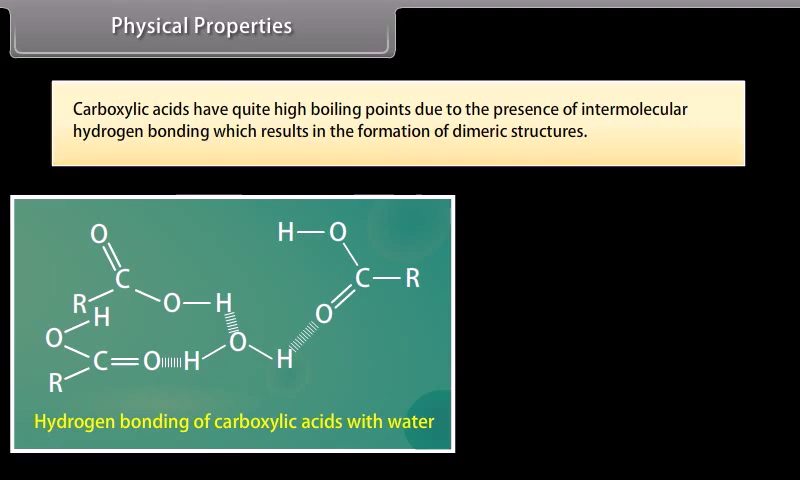 Physical Properties
Carboxylic acids have quite high boiling points due to the presence of intermolecular
hydrogen bonding which results in the formation of dimeric structures.
O
H—O
C
C—R
R
O—H
H
O
O
O
C=O
H
H
R
Hydrogen bonding of carboxylic acids with water